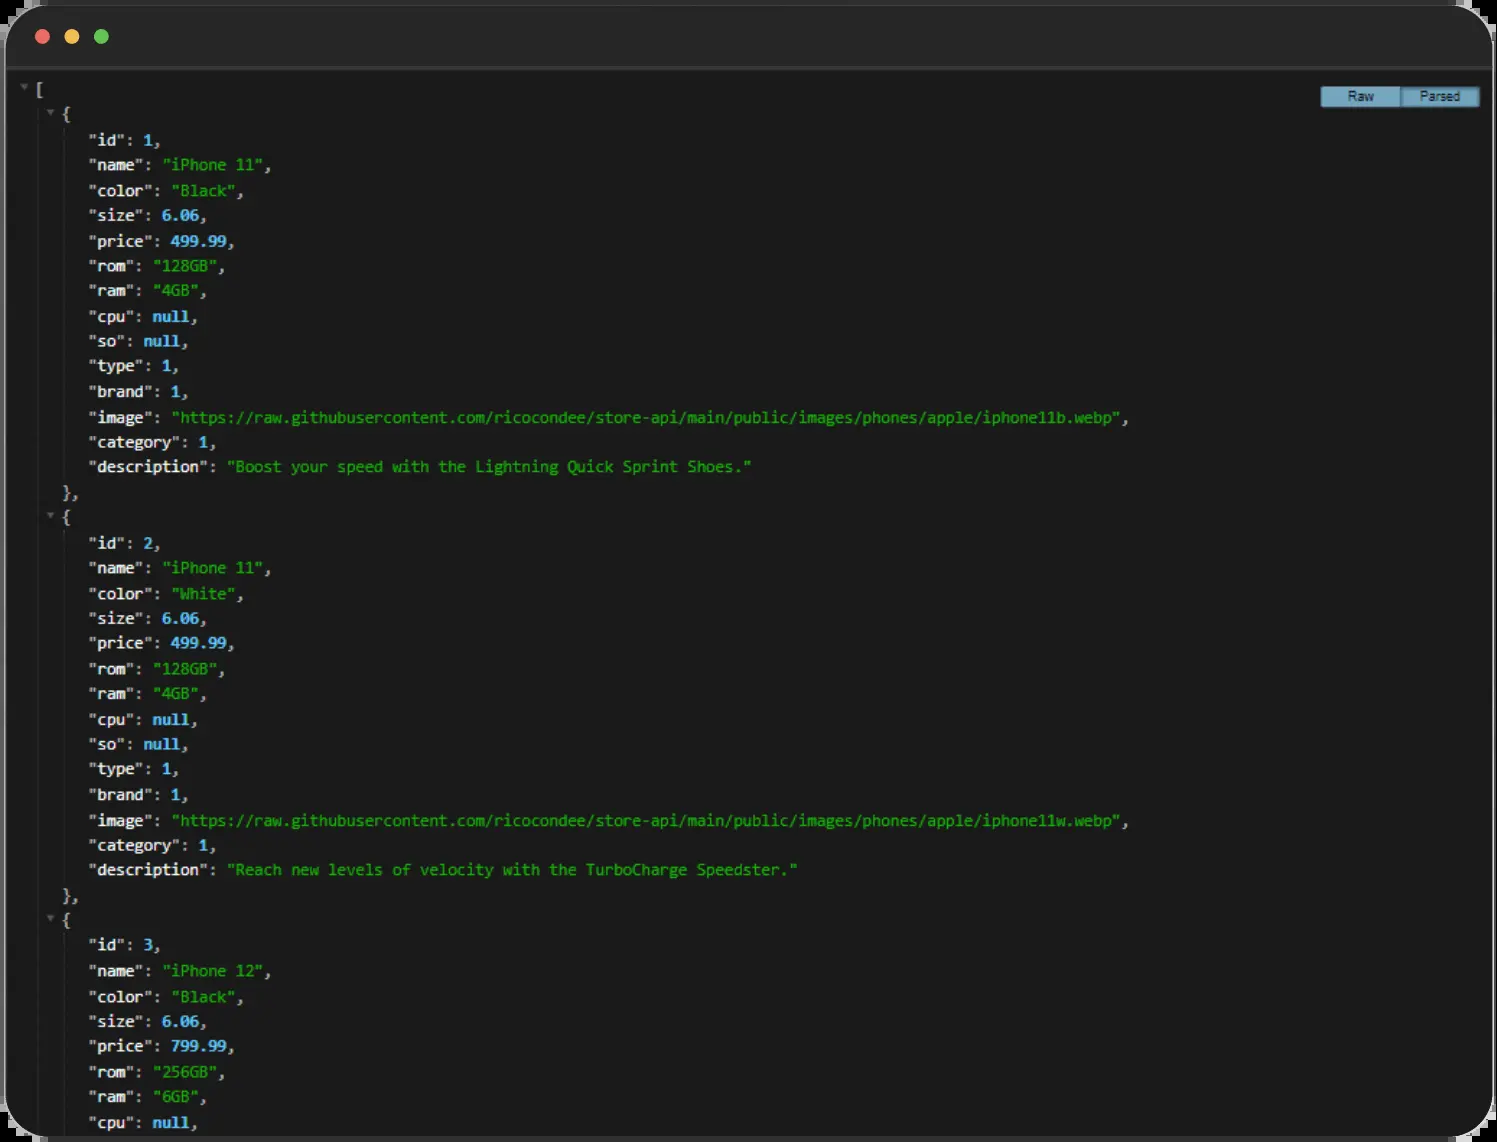 [
Raw Parsed
{
"id": 1,
"name": "iPhone 11",
"color": "Black",
"size": 6.06,
"price": 499.99,
"rom": "128GB",
"ram": "4GB",
"cpu": null,
"so": null,
"type": 1,
"brand": 1,
"image": "https://raw.githubusercontent.com/ricocondee/store-api/main/public/images/phones/apple/iphone11b.webp",
"category": 1,
"description": "Boost your speed with the Lightning Quick Sprint Shoes."
},
{
"id": 2,
"name": "iPhone 11",
"color": "White",
"size": 6.06,
"price": 499.99,
"rom": "128GB",
"ram": "4GB",
"cpu": null,
"so": null,
"type": 1,
"brand": 1,
"image": "https://raw.githubusercontent.com/ricocondee/store-api/main/public/images/phones/apple/iphone11w.webp",
"category": 1,
"description": "Reach new levels of velocity with the TurboCharge Speedster."
},
{
"id": 3,
"name": "iPhone 12",
"color": "Black",
"size": 6.06,
"price": 799.99,
"rom": "256GB",
"ram": "6GB",
"cpu": null,